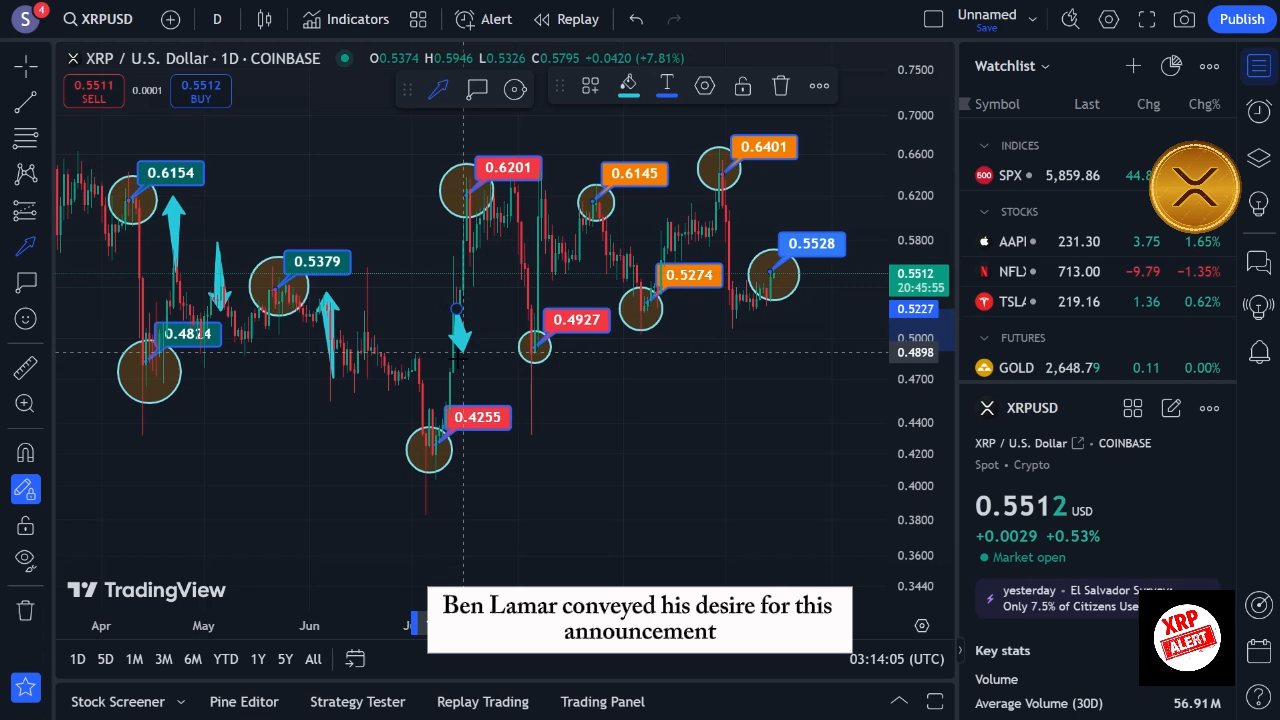 S 4 XRPUSD D Indicators Alert Replay Unnamed Save Publish
XRP / U.S. Dollar · 1D · COINBASE O0.5374 H0.5946 L0.5326 C0.5795 +0.0420 (+7.81%)
0.5511 SELL 0.0001 0.5512 BUY
0.6154
0.4824
0.5379
0.4255
0.6201
0.4927
0.6145
0.5274
0.6401
0.5528
0.7500
0.7000
0.6600
0.6200
0.5800
0.5512
20:45:55
0.5227
0.5000
0.4898
0.4700
0.4400
0.4200
0.4000
0.3800
0.3600
0.3440
TradingView
Apr May Jun
1D 5D 1M 3M 6M YTD 1Y 5Y All 03:14:05 (UTC)
Stock Screener Pine Editor Strategy Tester Replay Trading Trading Panel
Ben Lamar conveyed his desire for this
announcement
Watchlist
Symbol Last Chg Chg%
INDICES
500 SPX 5,859.86 44.8
STOCKS
AAPL 231.30 3.75 1.65%
NFL 713.00 −9.79 −1.35%
TSL 219.16 1.36 0.62%
FUTURES
GOLD 2,648.79 0.11 0.00%
XRPUSD
XRP / U.S. Dollar · COINBASE
Spot · Crypto
0.5512 USD
+0.0029 +0.53%
Market open
yesterday - El Salvador Survey:
Only 7.5% of Citizens Use
XRP
ALERT
Key stats
Volume
Average Volume (30D) 56.91 M